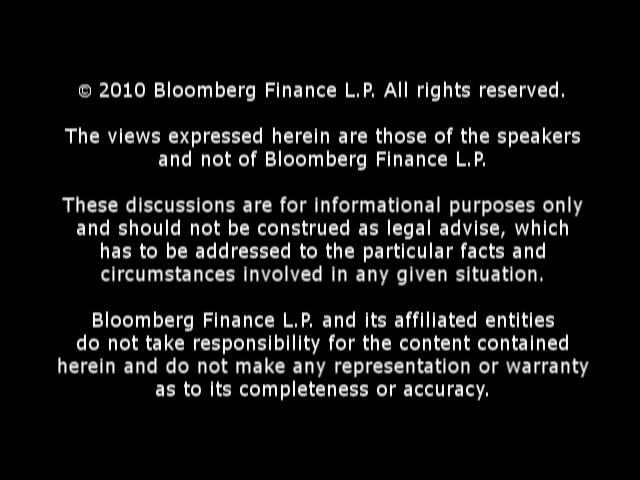 © 2010 Bloomberg Finance L.P. All rights reserved.
The views expressed herein are those of the speakers
and not of Bloomberg Finance L.P.
These discussions are for informational purposes only
and should not be construed as legal advise, which
has to be addressed to the particular facts and
circumstances involved in any given situation.
Bloomberg Finance L.P. and its affiliated entities
do not take responsibility for the content contained
herein and do not make any representation or warranty
as to its completeness or accuracy.